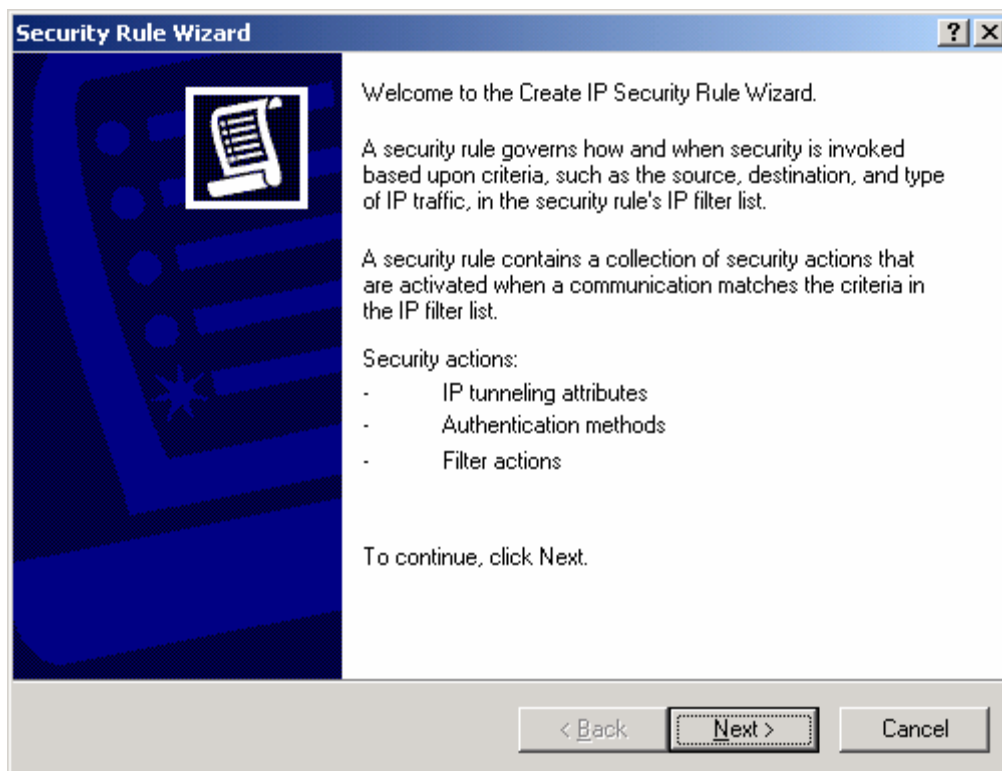 Security Rule Wizard
Welcome to the Create IP Security Rule Wizard.
A security rule governs how and when security is invoked
based upon criteria, such as the source, destination, and type
of IP traffic, in the security rule's IP filter list.
A security rule contains a collection of security actions that
are activated when a communication matches the criteria in
the IP filter list.
Security actions:
- IP tunneling attributes
- Authentication methods
- Filter actions
To continue, click Next.
< Back Next > Cancel